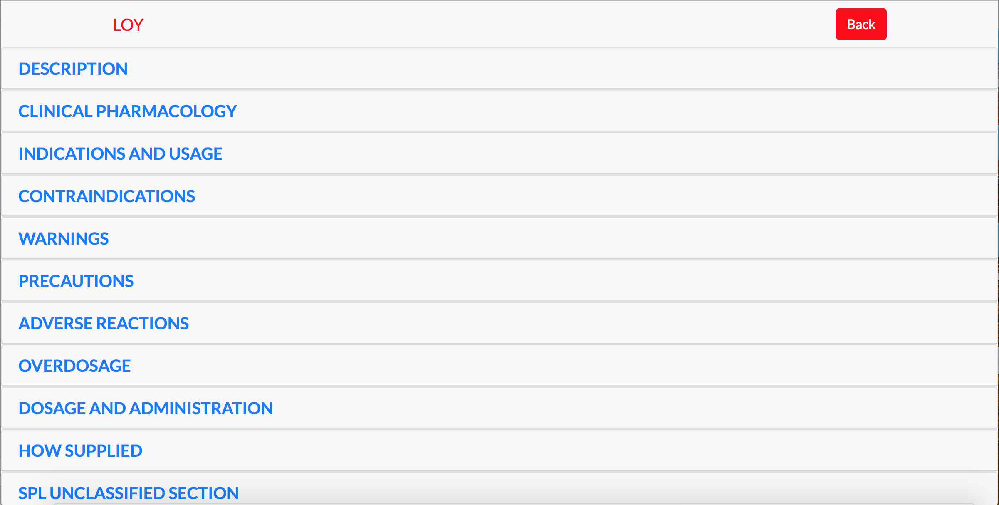 LOY
Back
DESCRIPTION
CLINICAL PHARMACOLOGY
INDICATIONS AND USAGE
CONTRAINDICATIONS
WARNINGS
PRECAUTIONS
ADVERSE REACTIONS
OVERDOSAGE
DOSAGE AND ADMINISTRATION
HOW SUPPLIED
SPL UNCLASSIFIED SECTION